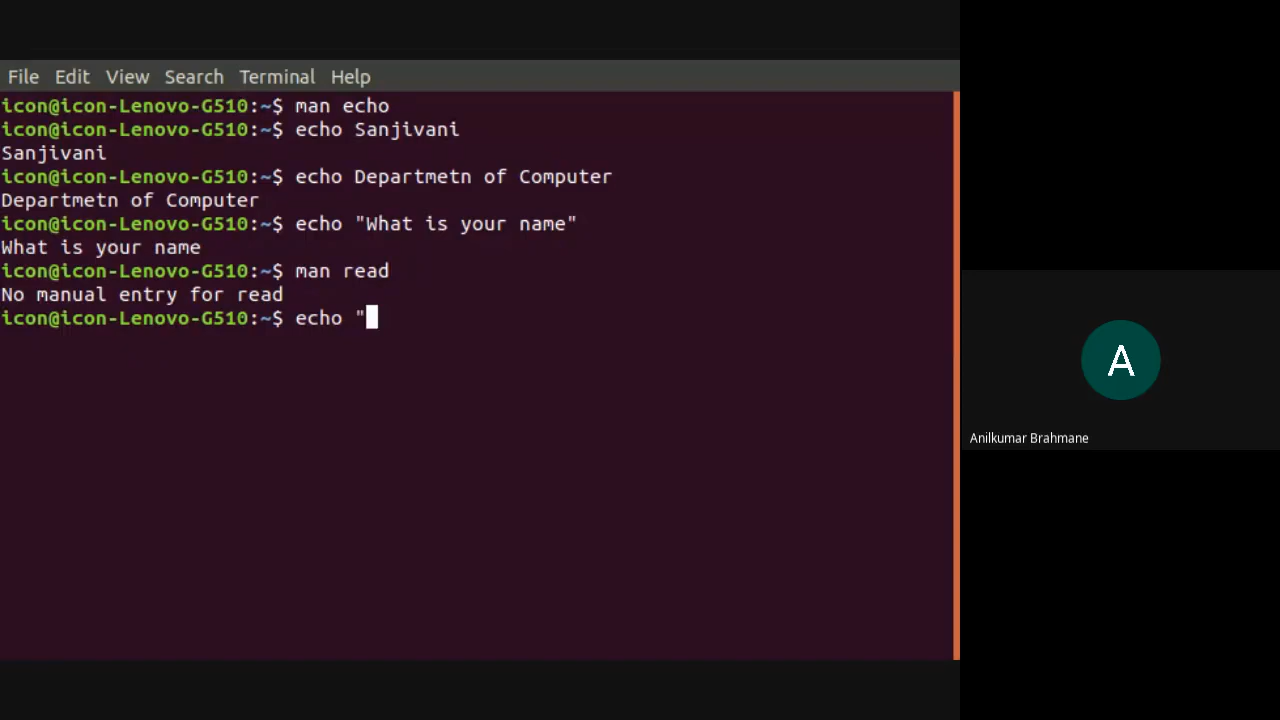 File Edit View Search Terminal Help
icon@icon-Lenovo-G510:~$ man echo
icon@icon-Lenovo-G510:~$ echo Sanjivani
Sanjivani
icon@icon-Lenovo-G510:~$ echo Departmetn of Computer
Departmetn of Computer
icon@icon-Lenovo-G510:~$ echo "What is your name"
What is your name
icon@icon-Lenovo-G510:~$ man read
No manual entry for read
icon@icon-Lenovo-G510:~$ echo "
A
Anilkumar Brahmane